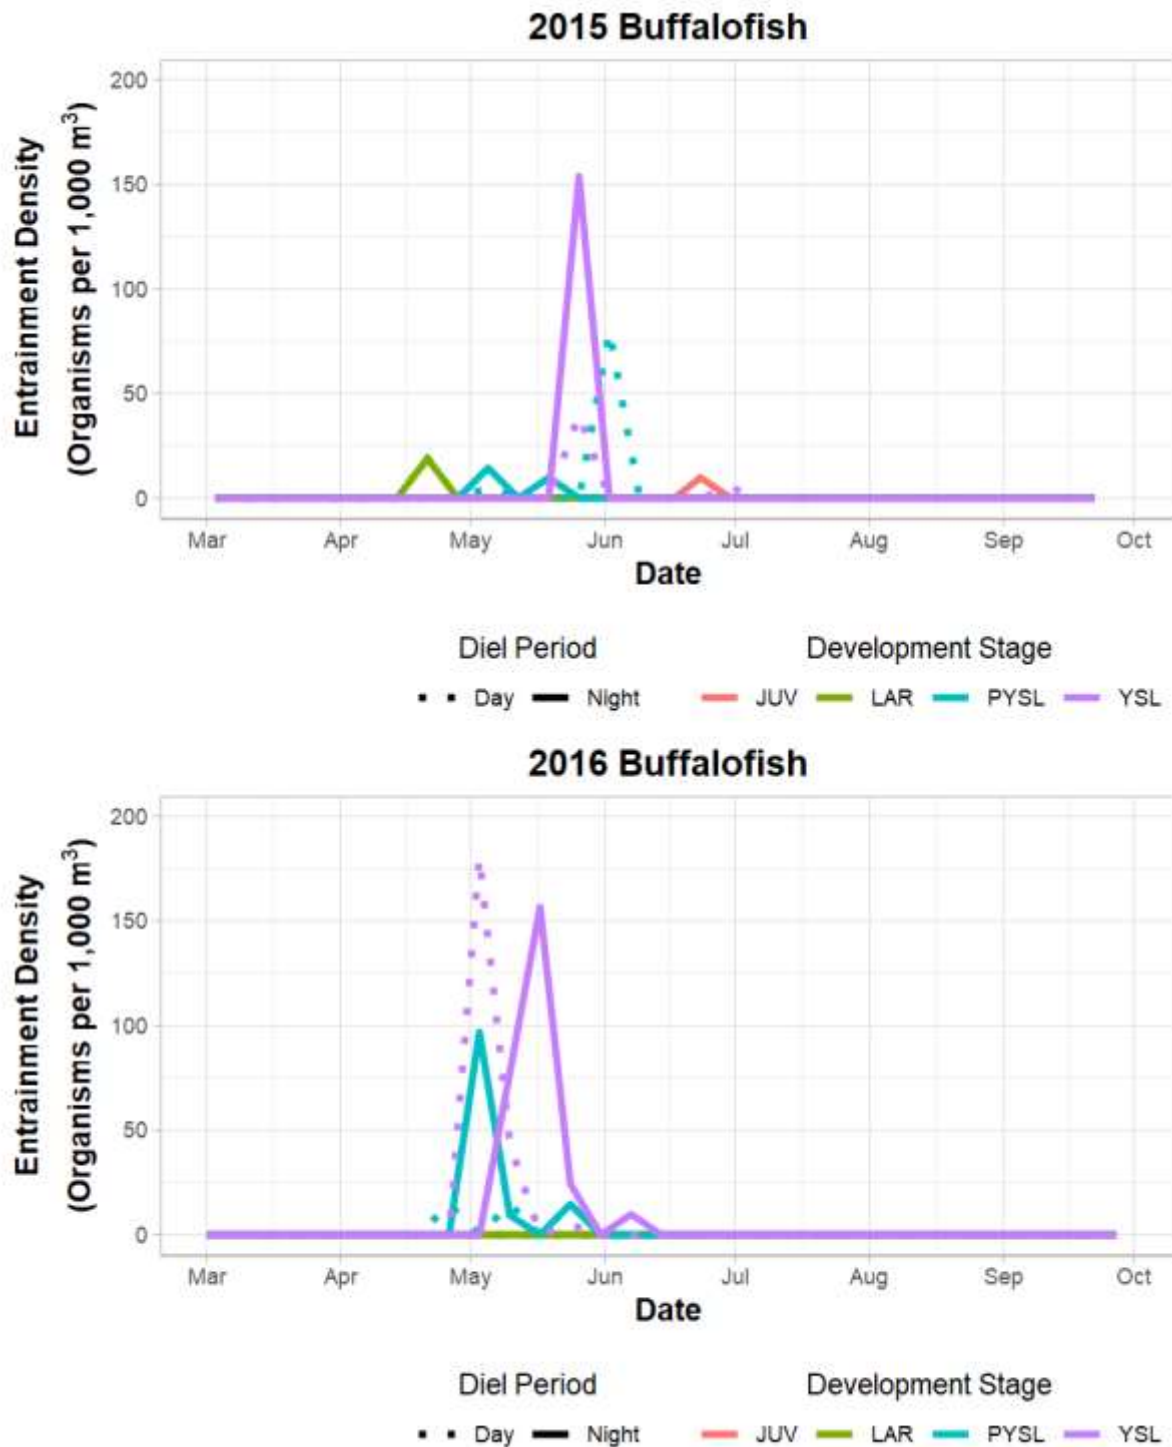 2015 Buffalofish
Entrainment Density
(Organisms per 1,000 m³)
200
150
100
50
0
Mar Apr May Jun Jul Aug Sep Oct
Date
Diel Period Development Stage
Day Night JUV LAR PYSL YSL
2016 Buffalofish
Entrainment Density
(Organisms per 1,000 m³)
200
150
100
50
0
Mar Apr May Jun Jul Aug Sep Oct
Date
Diel Period Development Stage
Day Night JUV LAR PYSL YSL